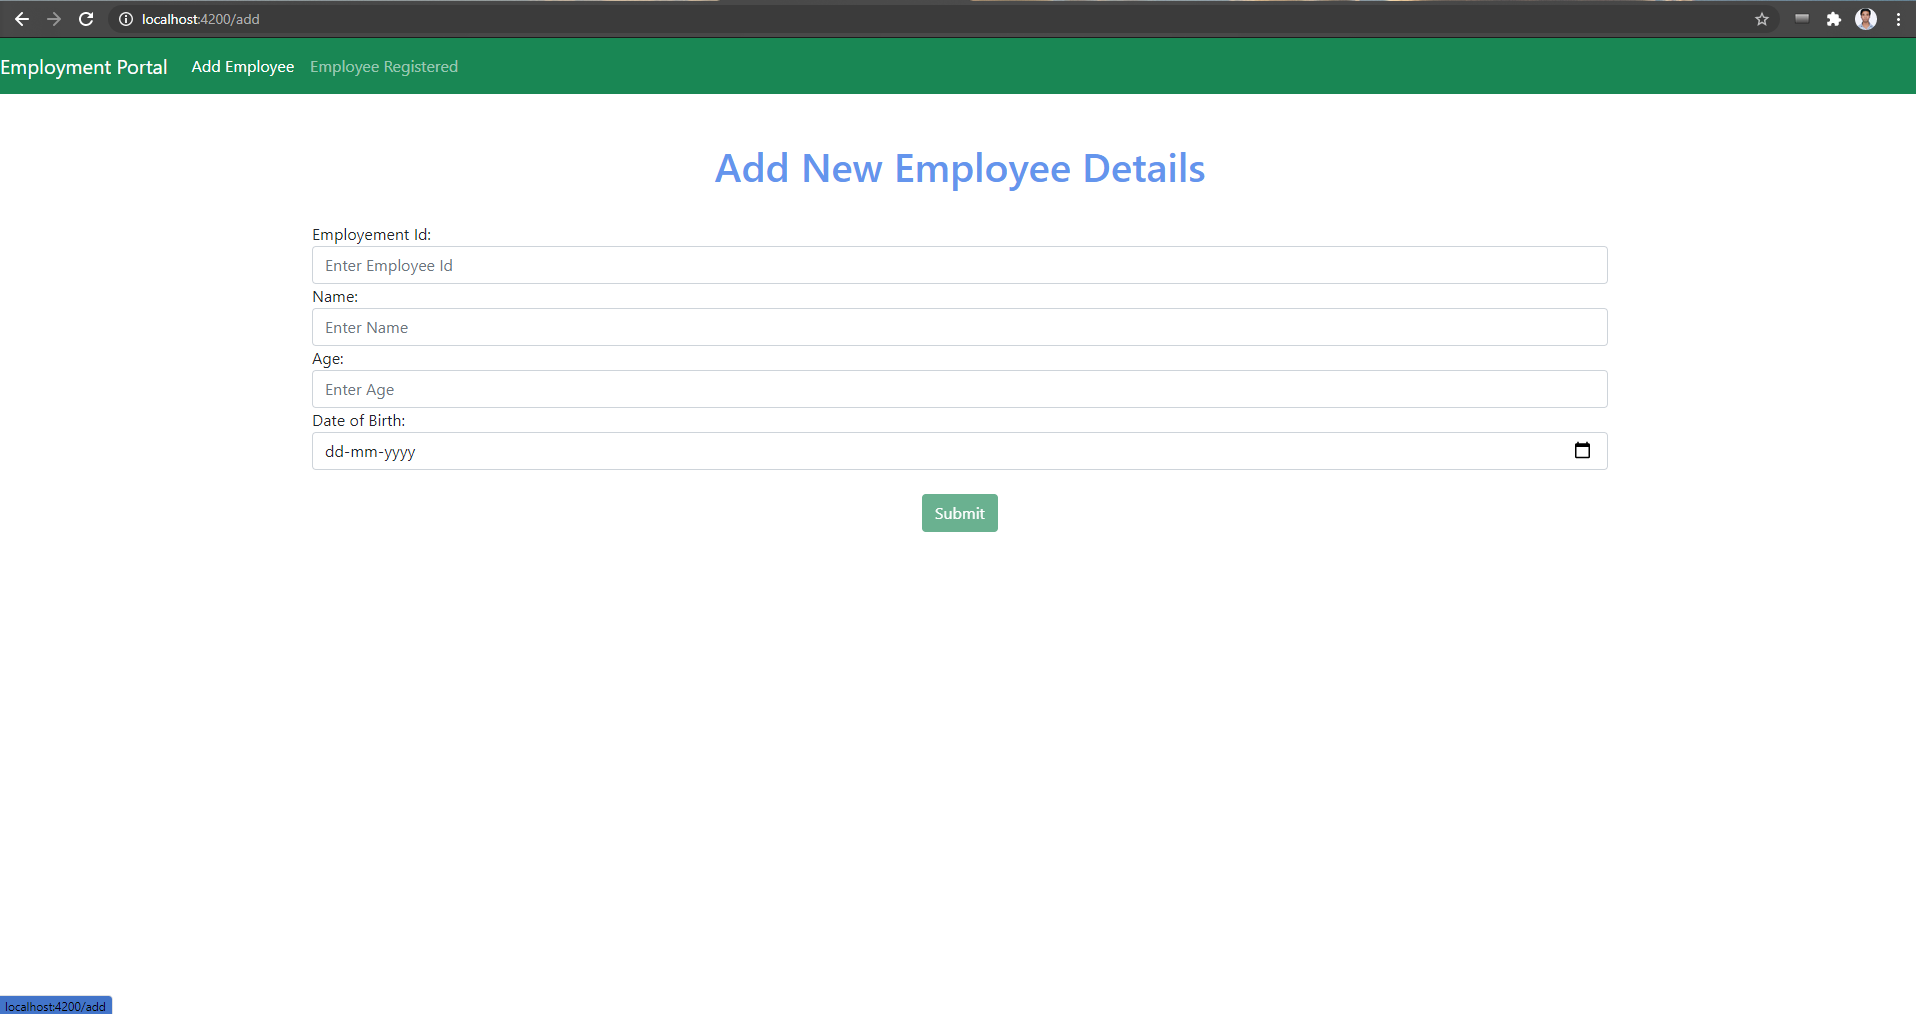 localhost:4200/add
Employment Portal Add Employee Employee Registered
Add New Employee Details
Employement Id:
Enter Employee Id
Name:
Enter Name
Age:
Enter Age
Date of Birth:
dd-mm-yyyy
Submit
localhost:4200/add